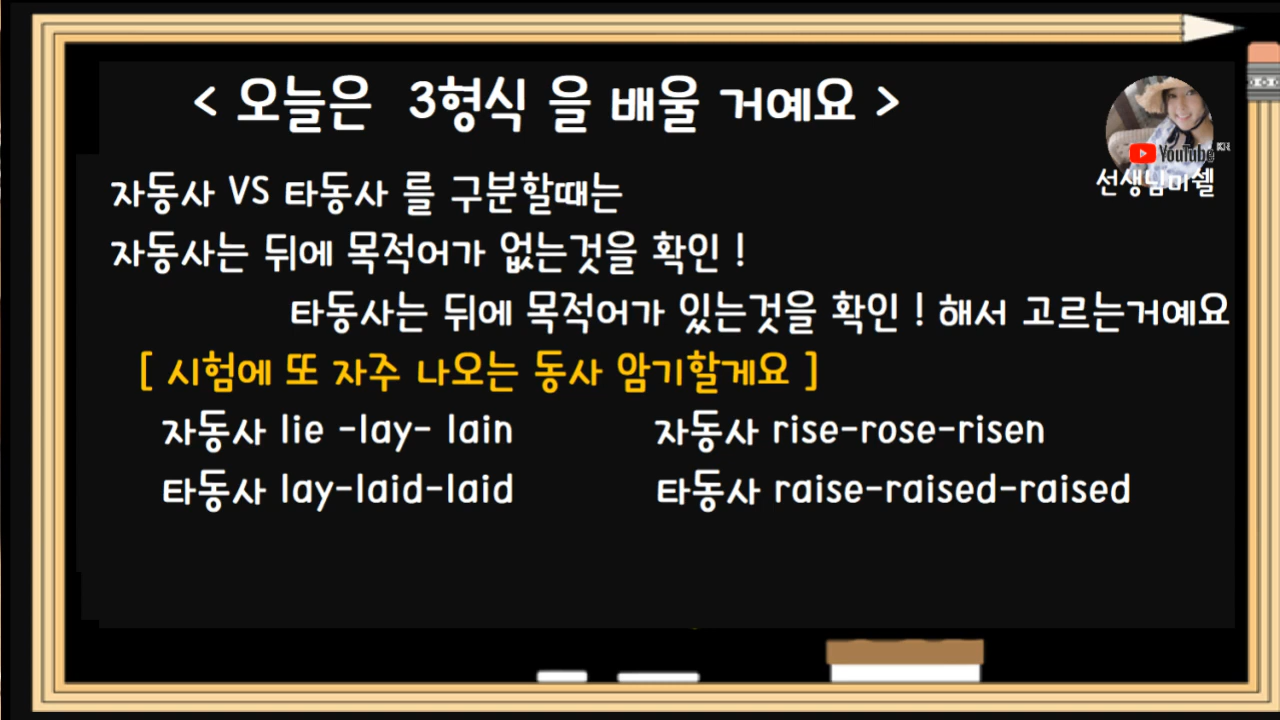 < 오늘은 3형식 을 배울 거예요 >
YouTube KR
선생님미쉘
자동사 VS 타동사 를 구분할때는
자동사는 뒤에 목적어가 없는것을 확인 !
타동사는 뒤에 목적어가 있는것을 확인 ! 해서 고르는거예요
[ 시험에 또 자주 나오는 동사 암기할게요 ]
자동사 lie -lay- lain 자동사 rise-rose-risen
타동사 lay-laid-laid 타동사 raise-raised-raised